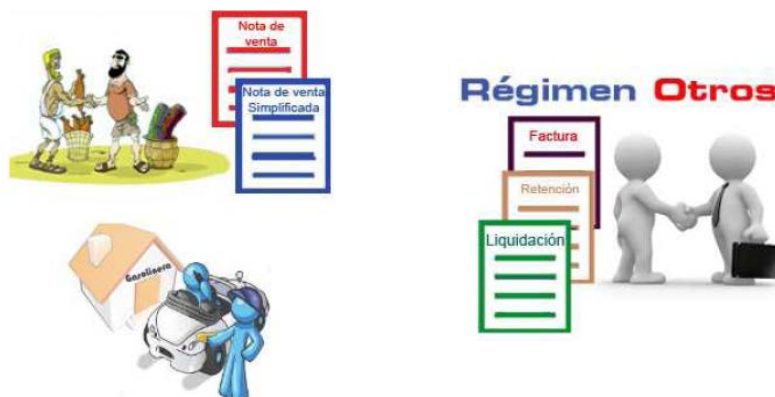 Nota de
venta
Nota de venta
Simplificada
Gasolinera
Régimen Otros
Factura
Retención
Liquidación